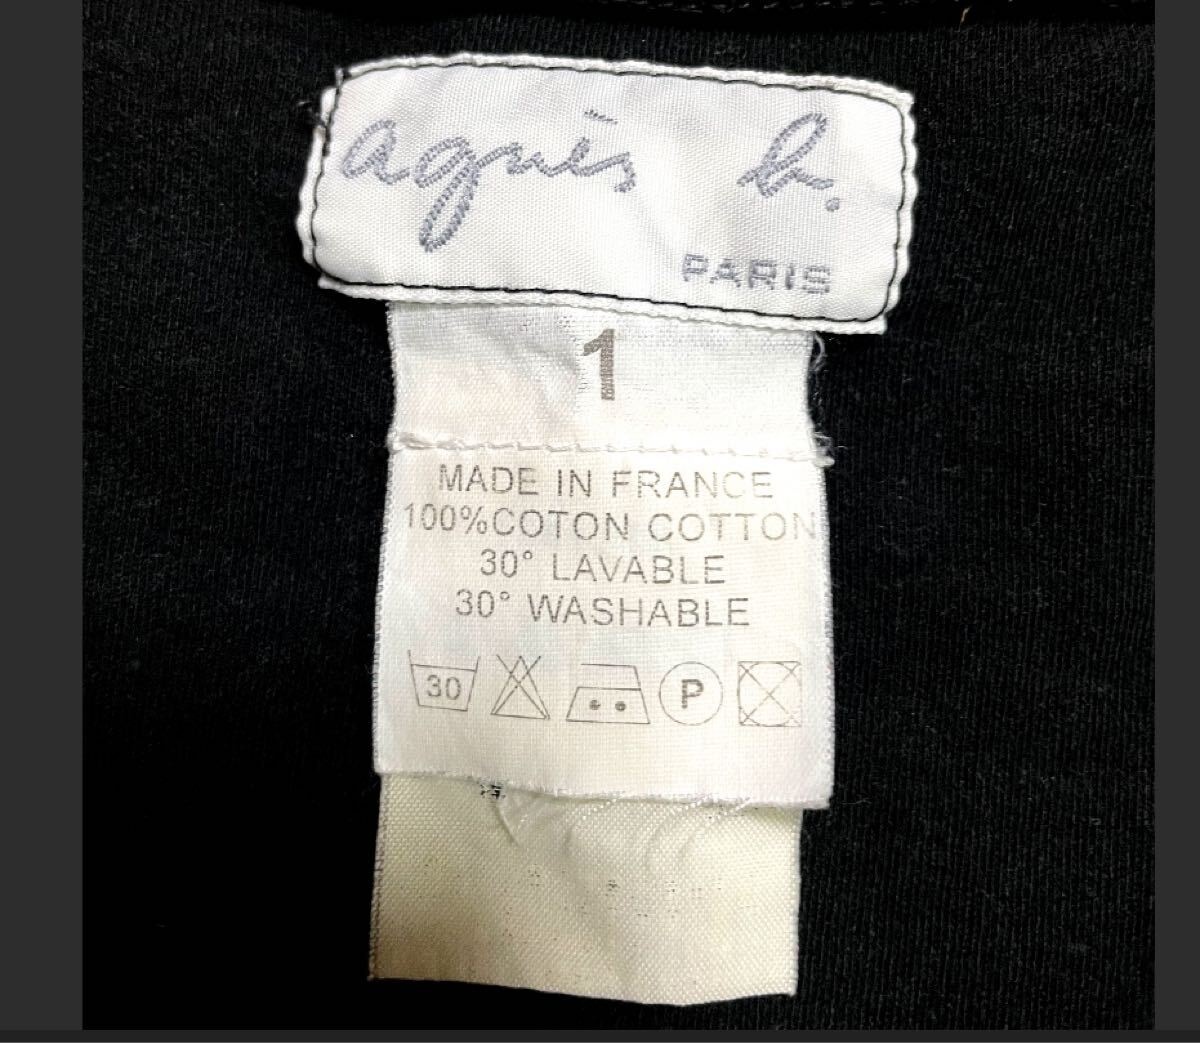 agnès b.
PARIS
1
MADE IN FRANCE
100%COTON COTTON
30° LAVABLE
30° WASHABLE
30 P